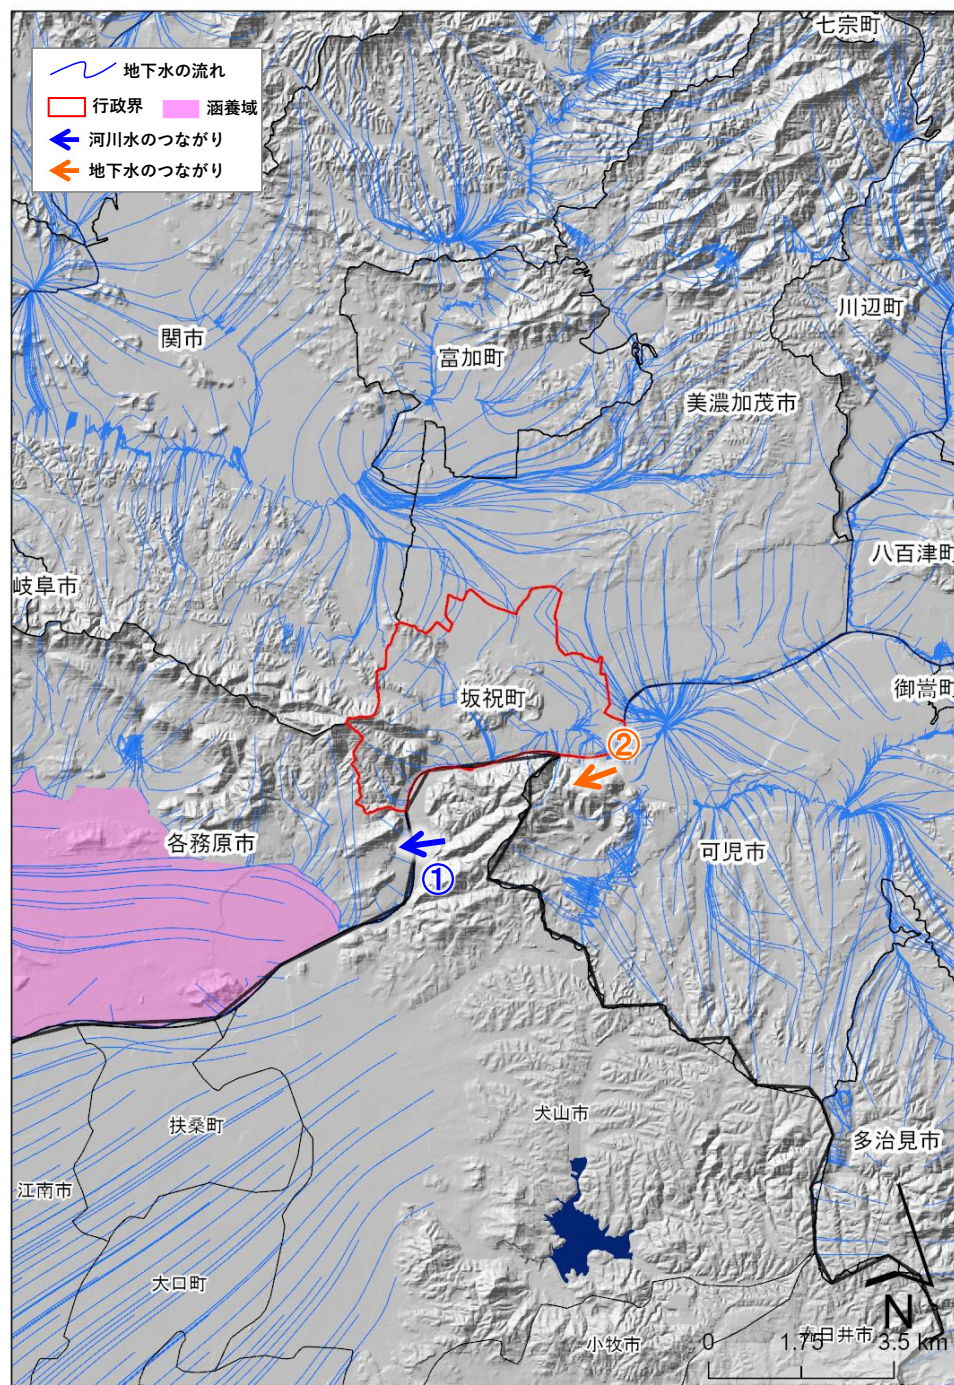 七宗町
地下水の流れ
行政界 涵養域
河川水のつながり
地下水のつながり
川辺町
関市
富加町
美濃加茂市
八百津町
岐阜市
御嵩町
坂祝町
②
各務原市
可児市
①
扶桑町
犬山市
多治見市
江南市
大口町
N
小牧市
春日井市
0 1.75 3.5 km